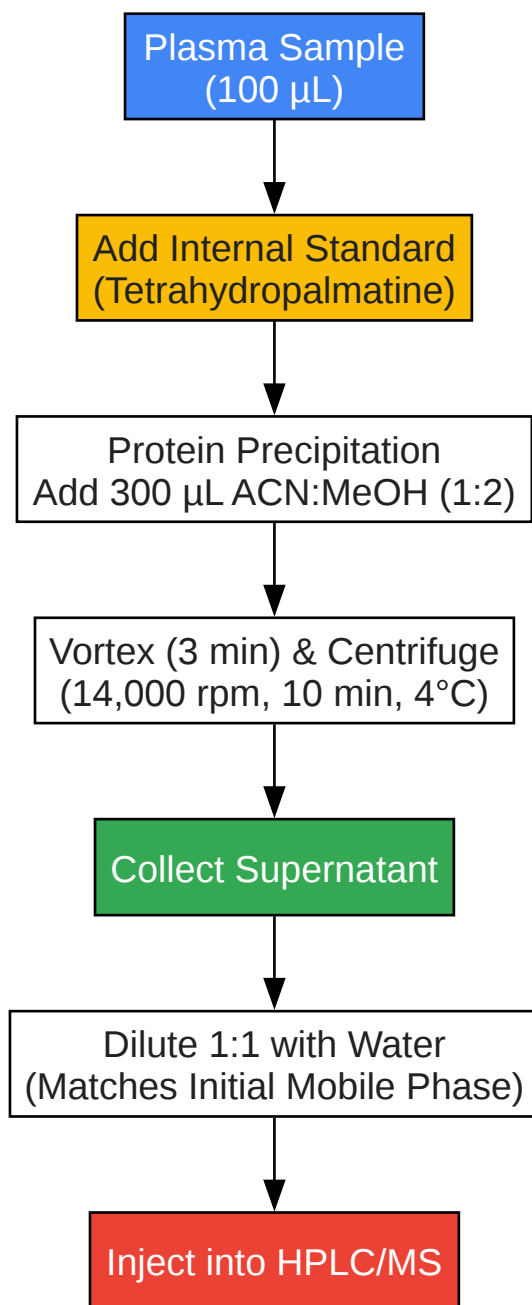 Plasma Sample
(100 µL)
Add Internal Standard
(Tetrahydropalmatine)
Protein Precipitation
Add 300 µL ACN:MeOH (1:2)
Vortex (3 min) & Centrifuge
(14,000 rpm, 10 min, 4°C)
Collect Supernatant
Dilute 1:1 with Water
(Matches Initial Mobile Phase)
Inject into HPLC/MS